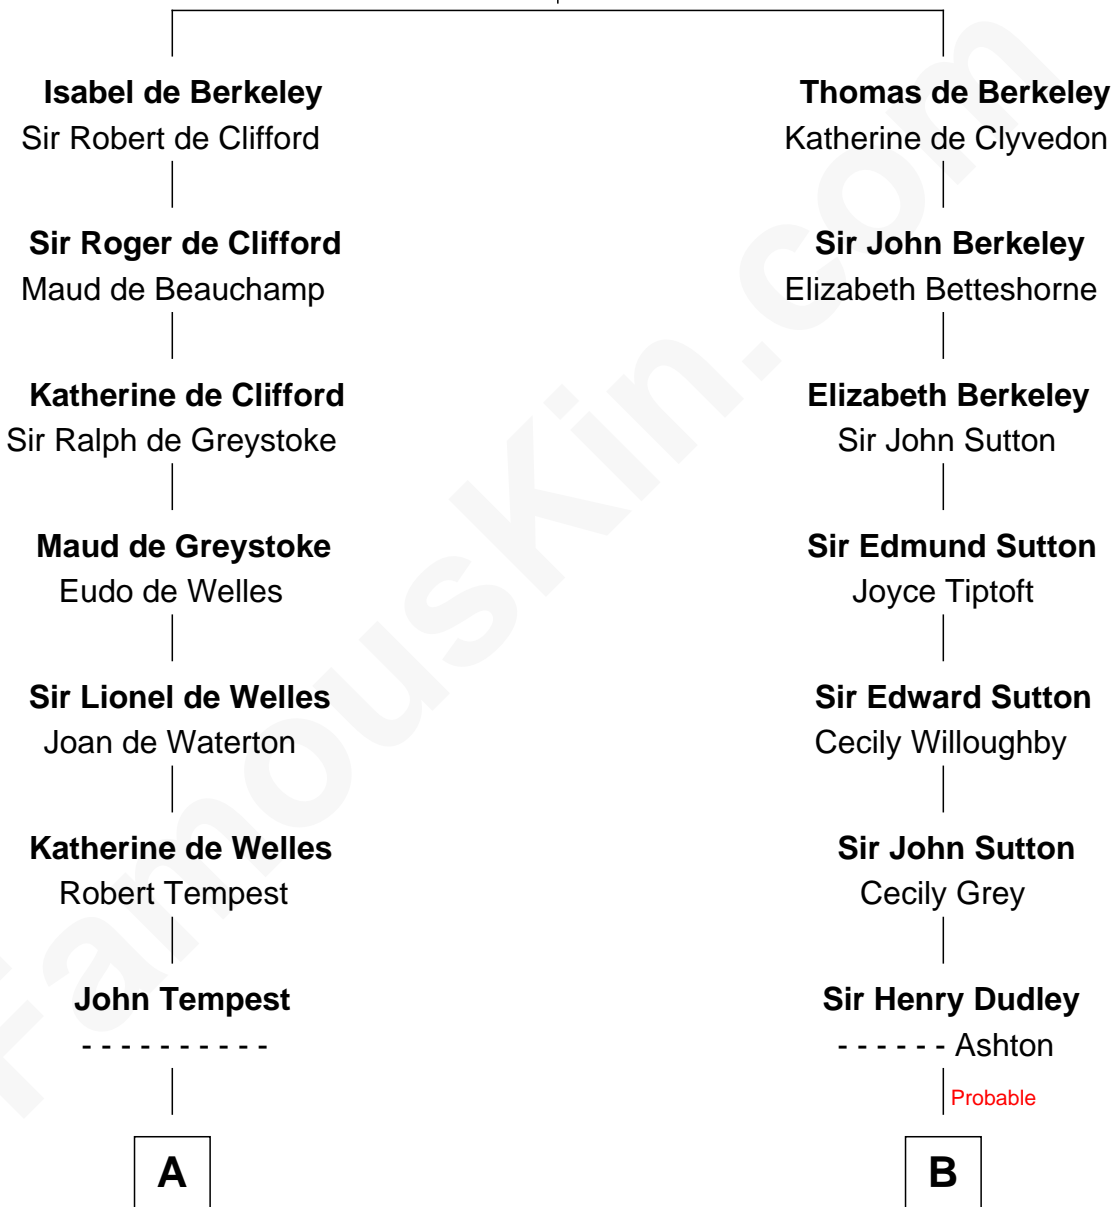 Isabel de Berkeley
Sir Robert de Clifford
Sir Roger de Clifford
Maud de Beauchamp
Katherine de Clifford
Sir Ralph de Greystoke
Maud de Greystoke
Eudo de Welles
Sir Lionel de Welles
Joan de Waterton
Katherine de Welles
Robert Tempest
John Tempest
- - - - - - - - - -
A
Thomas de Berkeley
Katherine de Clyvedon
Sir John Berkeley
Elizabeth Betteshorne
Elizabeth Berkeley
Sir John Sutton
Sir Edmund Sutton
Joyce Tiptoft
Sir Edward Sutton
Cecily Willoughby
Sir John Sutton
Cecily Grey
Sir Henry Dudley
- - - - - - Ashton
Probable
B
FamousKin.com